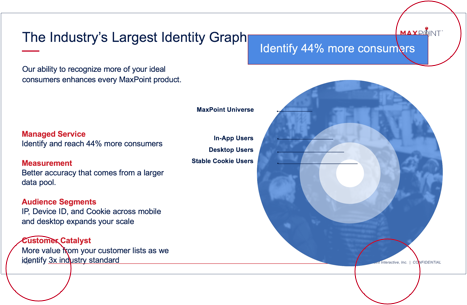 The Industry's Largest Identity Graph
MAXPOINT
Identify 44% more consumers
Our ability to recognize more of your ideal
consumers enhances every MaxPoint product.
MaxPoint Universe
In-App Users
Desktop Users
Stable Cookie Users
Managed Service
Identify and reach 44% more consumers
Measurement
Better accuracy that comes from a larger
data pool.
Audience Segments
IP, Device ID, and Cookie across mobile
and desktop expands your scale
Customer Catalyst
More value from your customer lists as we
identify 3x industry standard
Interactive, Inc. | CONFIDENTIAL